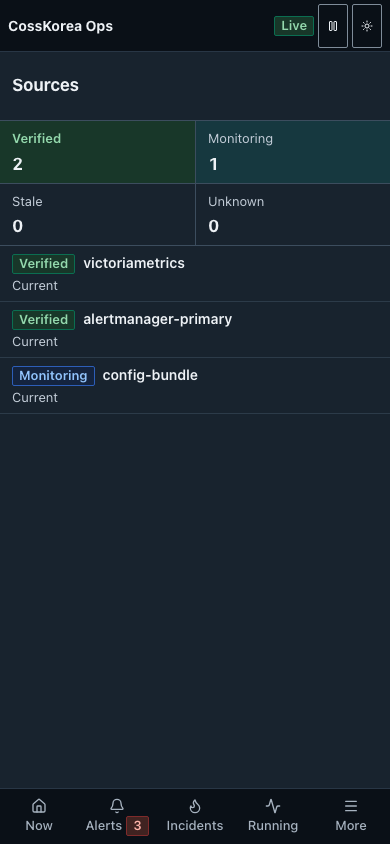 CossKorea Ops
Live
Sources
Verified
2
Monitoring
1
Stale
0
Unknown
0
Verified victoriametrics
Current
Verified alertmanager-primary
Current
Monitoring config-bundle
Current
Now
Alerts 3
Incidents
Running
More